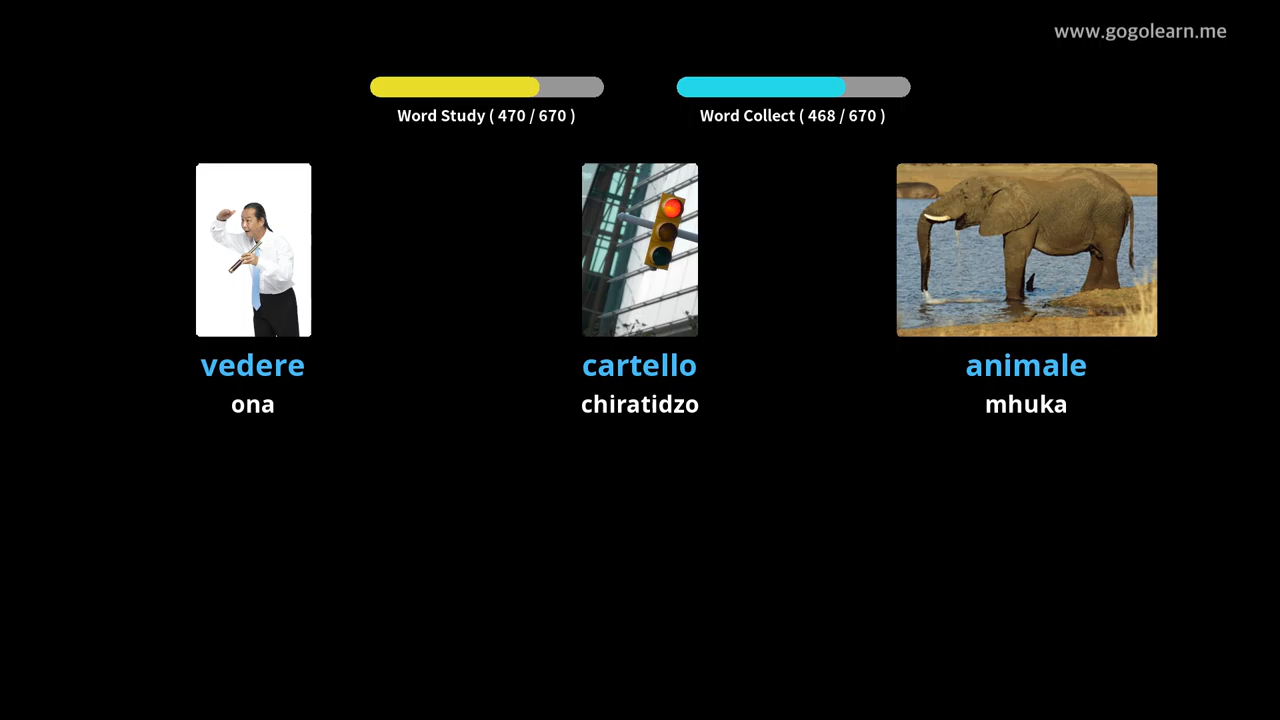 www.gogolearn.me
Word Study ( 470 / 670 )
Word Collect ( 468 / 670 )
vedere
cartello
animale
ona
chiratidzo
mhuka